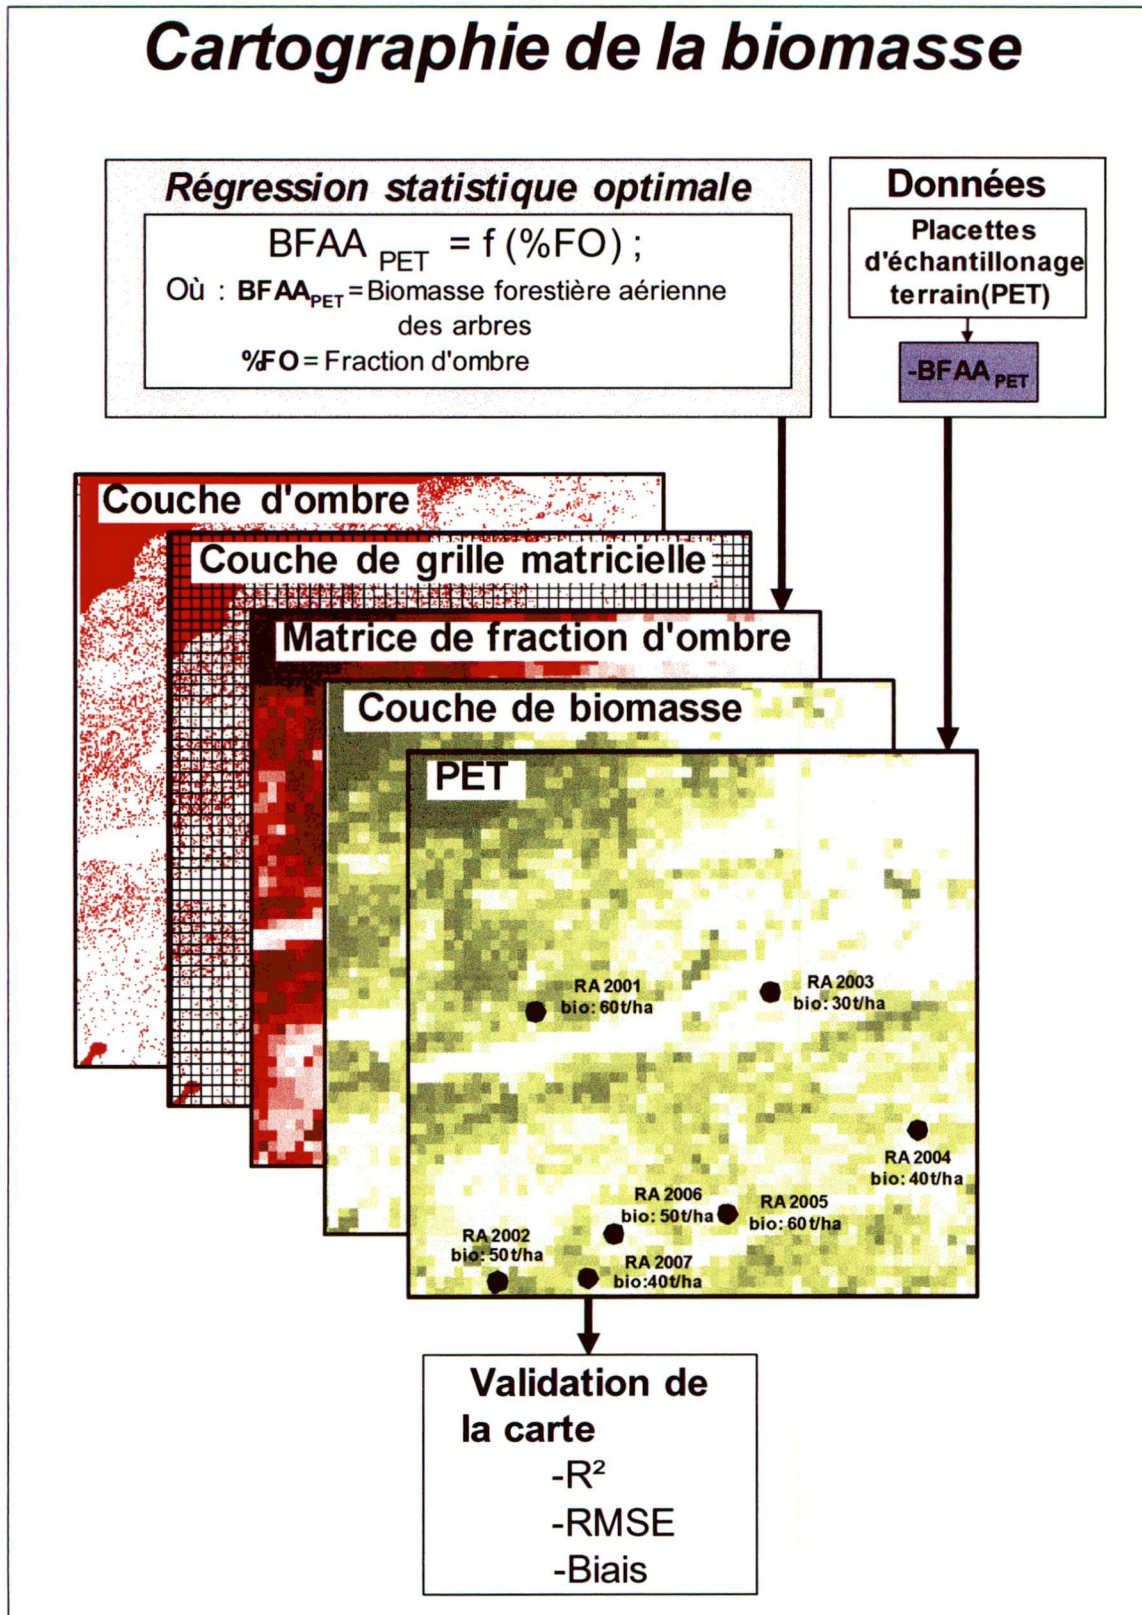 Cartographie de la biomasse
Régression statistique optimale
BFAA PET = f (%FO) ;
Où : BFAAPET = Biomasse forestière aérienne
des arbres
%FO = Fraction d'ombre
Données
Placettes
d'échantillonage
terrain(PET)
-BFAA PET
Couche d'ombre
Couche de grille matricielle
Matrice de fraction d'ombre
Couche de biomasse
PET
RA 2001
bio: 60t/ha
RA 2003
bio: 30t/ha
RA 2004
bio: 40t/ha
RA 2006
bio: 50t/ha
RA 2005
bio: 60t/ha
RA 2002
bio: 50t/ha
RA 2007
bio:40t/ha
Validation de
la carte
-R²
-RMSE
-Biais